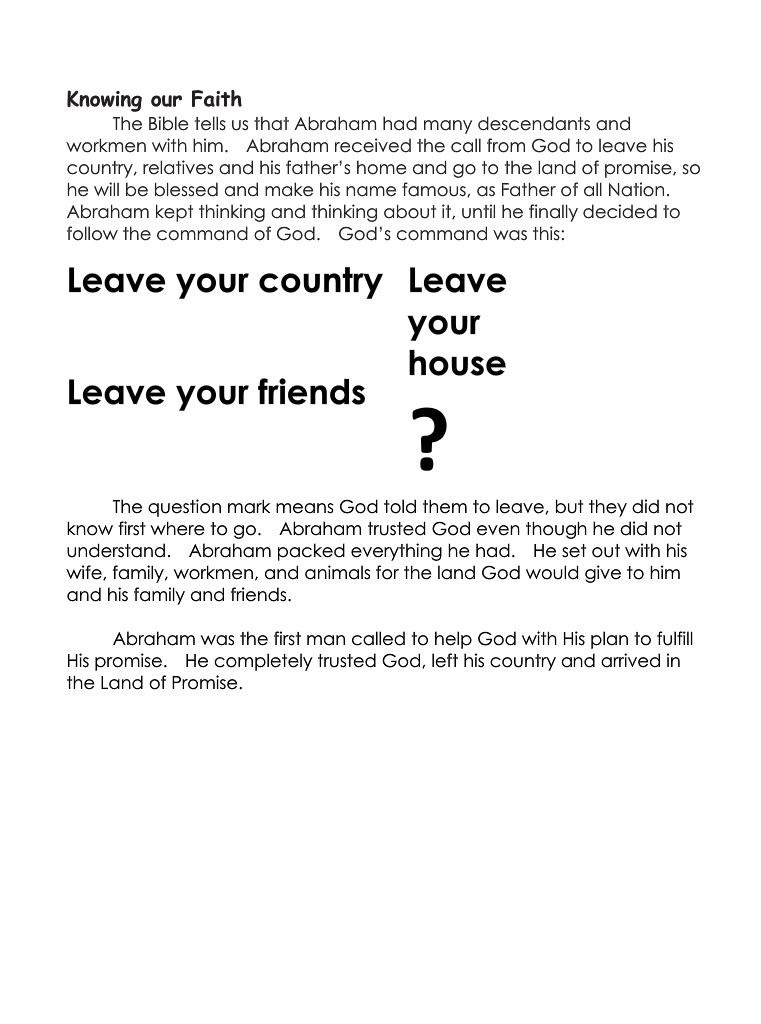 Knowing our Faith
The Bible tells us that Abraham had many descendants and
workmen with him. Abraham received the call from God to leave his
country, relatives and his father's home and go to the land of promise, so
he will be blessed and make his name famous, as Father of all Nation.
Abraham kept thinking and thinking about it, until he finally decided to
follow the command of God. God's command was this:
Leave your country
Leave your friends
Leave
your
house
?
The question mark means God told them to leave, but they did not
know first where to go. Abraham trusted God even though he did not
understand. Abraham packed everything he had. He set out with his
wife, family, workmen, and animals for the land God would give to him
and his family and friends.
Abraham was the first man called to help God with His plan to fulfill
His promise. He completely trusted God, left his country and arrived in
the Land of Promise.